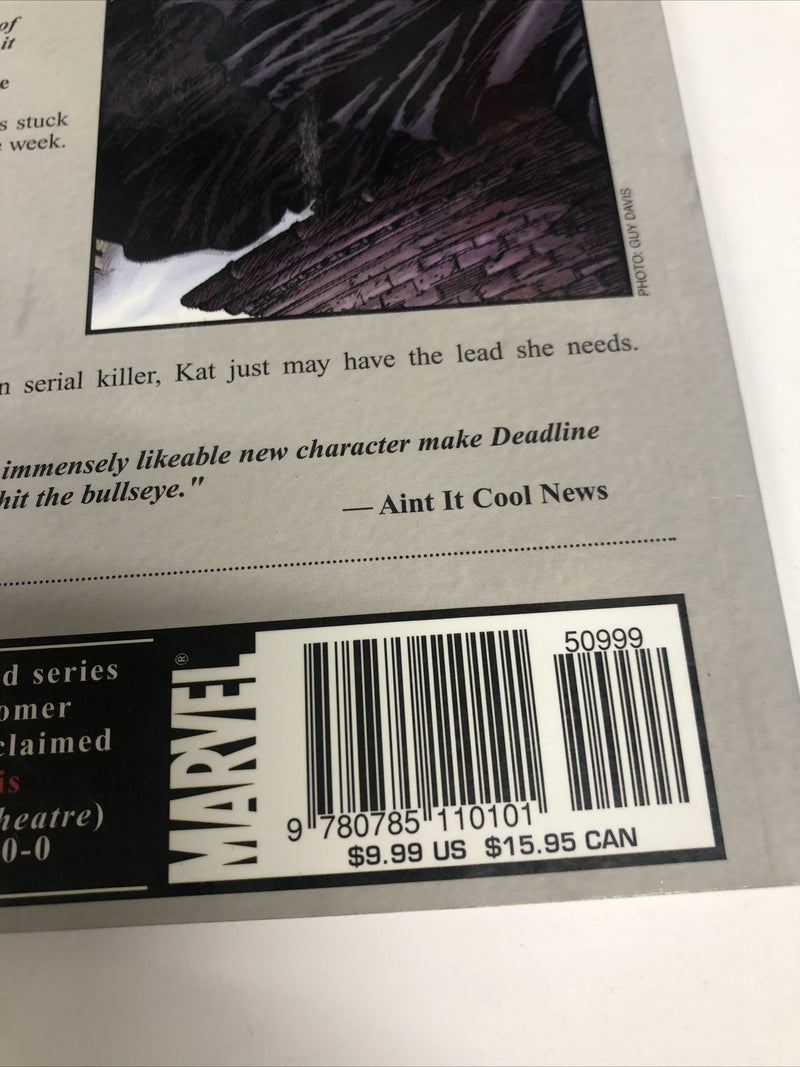 of
it
e
s stuck
week.
PHOTO: GUY DAVIS
n serial killer, Kat just may have the lead she needs.
immensely likeable new character make Deadline
hit the bullseye."
— Aint It Cool News
d series
omer
claimed
is
heatre)
0-0
MARVEL®
50999
9 780785 110101
$9.99 US $15.95 CAN